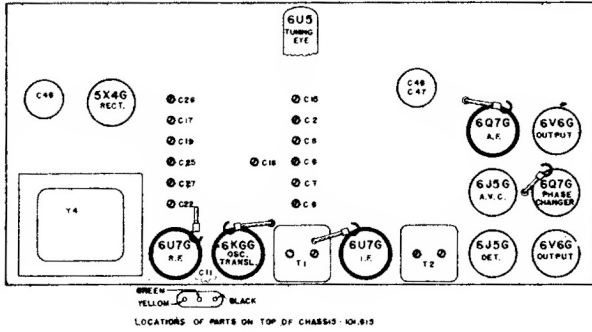 6U5
TUNING
EYE
C48
5X4G
RECT.
C46
C47
C26
C15
C17
C2
C19
C5
C25
C16
C6
C27
C7
C22
C8
6Q7G
A.F.
6V6G
OUTPUT
6J5G
A.V.C.
6Q7G
PHASE
CHANGER
T4
6U7G
R.F.
6KGG
OSC.
TRANSL.
T1
6U7G
I.F.
T2
6J5G
DET.
6V6G
OUTPUT
C11
GREEN
YELLOW
BLACK
LOCATIONS OF PARTS ON TOP OF CHASSIS - 101.615